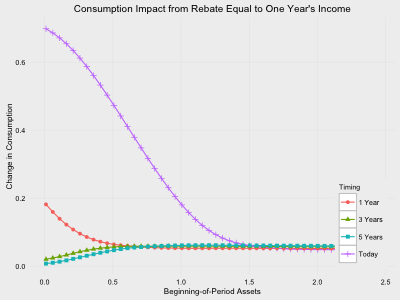 Consumption Impact from Rebate Equal to One Year's Income
Change in Consumption
0.6
0.4
0.2
0.0
0.0 0.5 1.0 1.5 2.0 2.5
Beginning-of-Period Assets
Timing
1 Year
3 Years
5 Years
Today